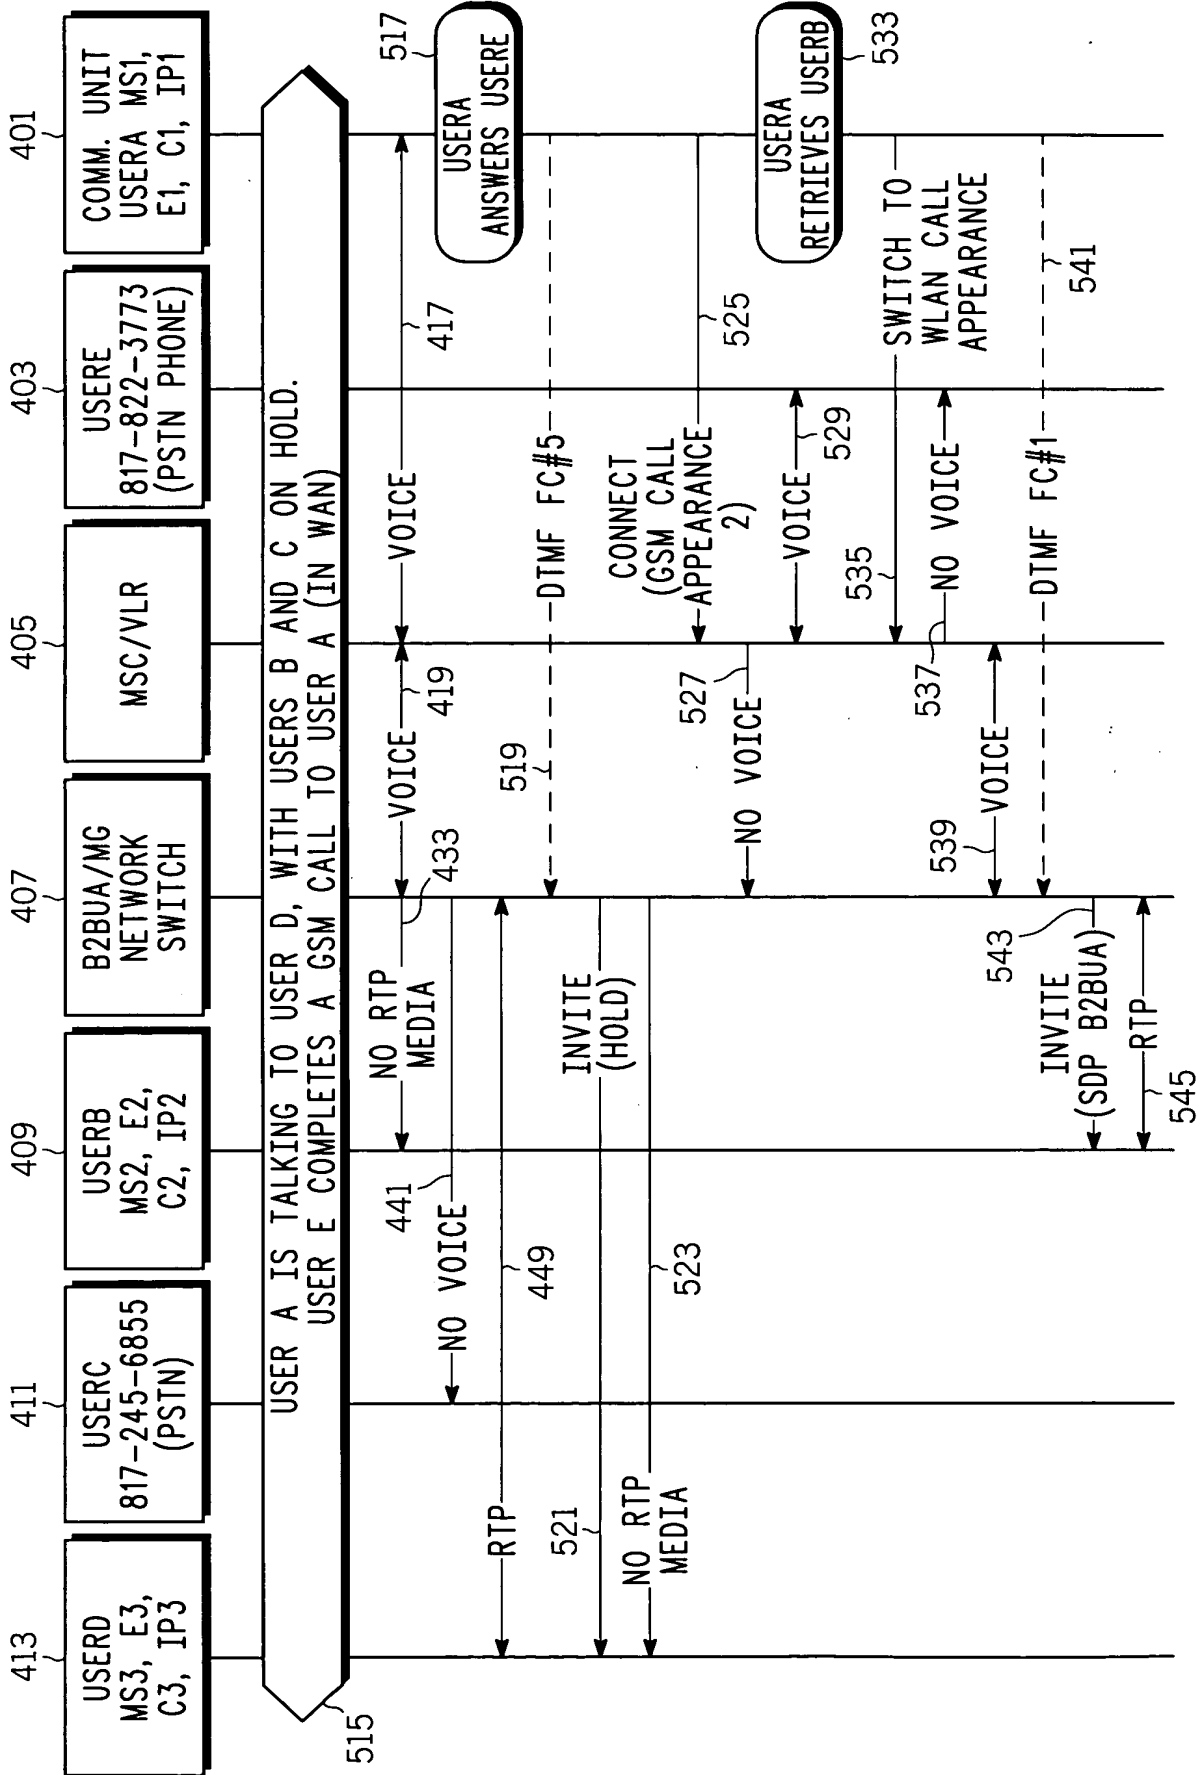 413
USERD
MS3, E3,
C3, IP3
411
USERC
817-245-6855
(PSTN)
409
USERB
MS2, E2,
C2, IP2
407
B2BUA/MG
NETWORK
SWITCH
405
MSC/VLR
403
USERE
817-822-3773
(PSTN PHONE)
401
COMM. UNIT
USERA MS1,
E1, C1, IP1
USER A IS TALKING TO USER D, WITH USERS B AND C ON HOLD.
USER E COMPLETES A GSM CALL TO USER A (IN WAN)
515
NO RTP
MEDIA
433
VOICE
419
VOICE
417
441
NO VOICE
517
USERA
ANSWERS USERE
RTP
449
519
DTMF FC#5
521
INVITE
(HOLD)
NO RTP
MEDIA
523
CONNECT
(GSM CALL
APPEARANCE
2)
525
NO VOICE
527
VOICE
529
USERA
RETRIEVES USERB
533
535
SWITCH TO
WLAN CALL
APPEARANCE
537
NO VOICE
539
VOICE
DTMF FC#1
541
INVITE
(SDP B2BUA)
543
RTP
545